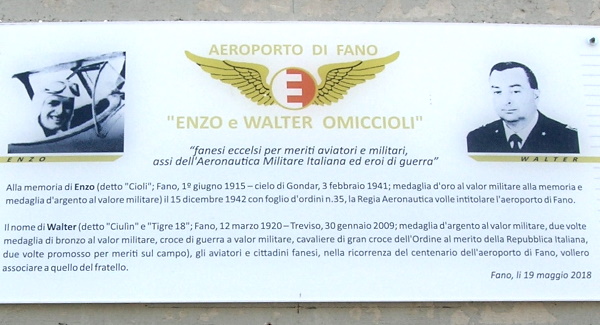 AEROPORTO DI FANO
"ENZO e WALTER OMICCIOLI"
"fanesi eccelsi per meriti aviatori e militari,
assi dell'Aeronautica Militare Italiana ed eroi di guerra"
ENZO
WALTER
Alla memoria di Enzo (detto "Cioli"; Fano, 1º giugno 1915 – cielo di Gondar, 3 febbraio 1941; medaglia d'oro al valor militare alla memoria e
medaglia d'argento al valore militare) il 15 dicembre 1942 con foglio d'ordini n.35, la Regia Aeronautica volle intitolare l'aeroporto di Fano.
Il nome di Walter (detto "Ciulìn" e "Tigre 18"; Fano, 12 marzo 1920 – Treviso, 30 gennaio 2009; medaglia d'argento al valor militare, due volte
medaglia di bronzo al valor militare, croce di guerra a valor militare, cavaliere di gran croce dell'Ordine al merito della Repubblica Italiana,
due volte promosso per meriti sul campo), gli aviatori e cittadini fanesi, nella ricorrenza del centenario dell'aeroporto di Fano, vollero
associare a quello del fratello.
Fano, lì 19 maggio 2018